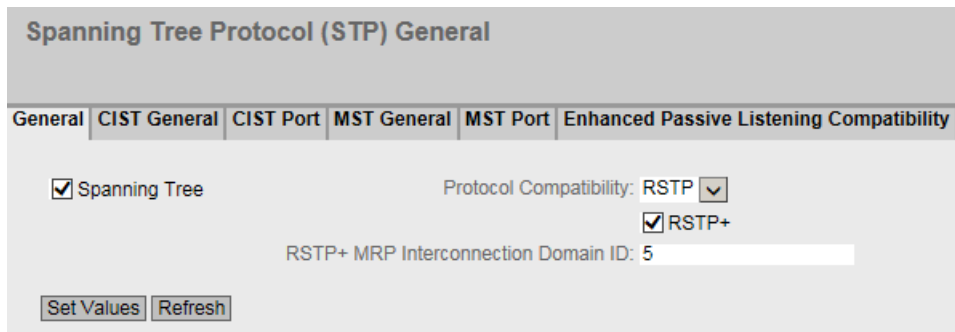 Spanning Tree Protocol (STP) General
General CIST General CIST Port MST General MST Port Enhanced Passive Listening Compatibility
Spanning Tree Protocol Compatibility: RSTP
RSTP+
RSTP+ MRP Interconnection Domain ID: 5
Set Values Refresh